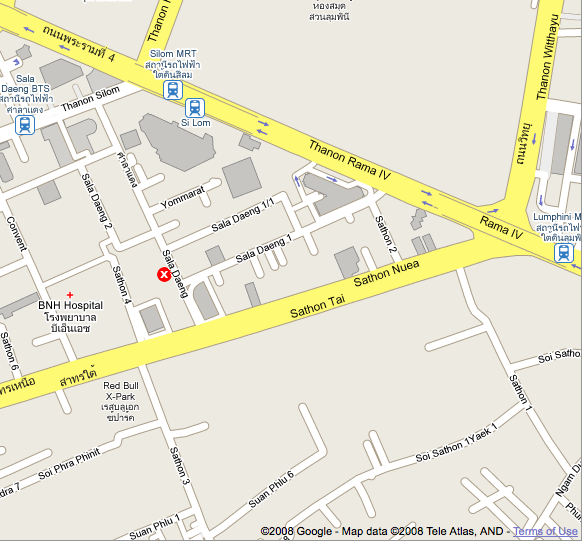 ห้องสมุด
สวนลุมพินี
Thanon R
ถนนพระรามที่ 4
Thanon Witthayu
ถนนวิทยุ
Silom MRT
สถานีรถไฟฟ้า
ใต้ดินสีลม
Sala
Daeng BTS
สถานีรถไฟฟ้า
ศาลาแดง
Thanon Silom
Si Lom
Thanon Rama IV
ศาลาแดง
Yommarat
Sala Daeng 2
Sala Daeng 1/1
Sala Daeng 1
Sala Daeng
Sathon 2
Rama IV
Lumphini M
สถานีรถไฟฟ้า
ใต้ดินลุมพิ
Convent
Sathon 4
BNH Hospital
โรงพยาบาล
บีเอ็นเอช
Sathon Nuea
Sathon Tai
Sathon 6
ทรเหนือ
สาทรใต้
Red Bull
X-Park
เรสบูลเอก
ซปาร์ค
Soi Satho
Sathon 1
Soi Sathon 1Yaek 1
Sathon 3
Soi Phra Phinit
ndra 7
Suan Phlu 6
Suan Phlu 1
Ngam Du
Phu
©2008 Google - Map data ©2008 Tele Atlas, AND - Terms of Use